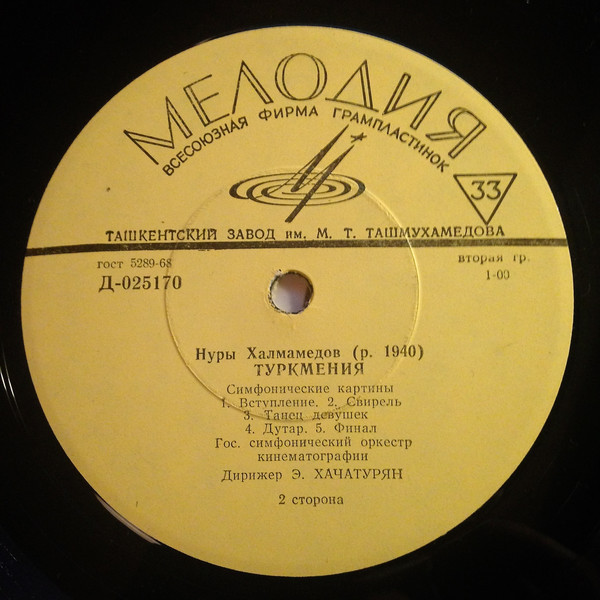 МЕЛОДИЯ
ВСЕСОЮЗНАЯ ФИРМА ГРАМПЛАСТИНОК
33
ТАШКЕНТСКИЙ ЗАВОД им. М. Т. ТАШМУХАМЕДОВА
гост 5289-68
вторая гр.
Д-025170
1-00
Нуры Халмамедов (р. 1940)
ТУРКМЕНИЯ
Симфонические картины
1. Вступление. 2. Свирель
3. Танец девушек
4. Дутар. 5. Финал
Гос. симфонический оркестр
кинематографии
Дирижер Э. ХАЧАТУРЯН
2 сторона